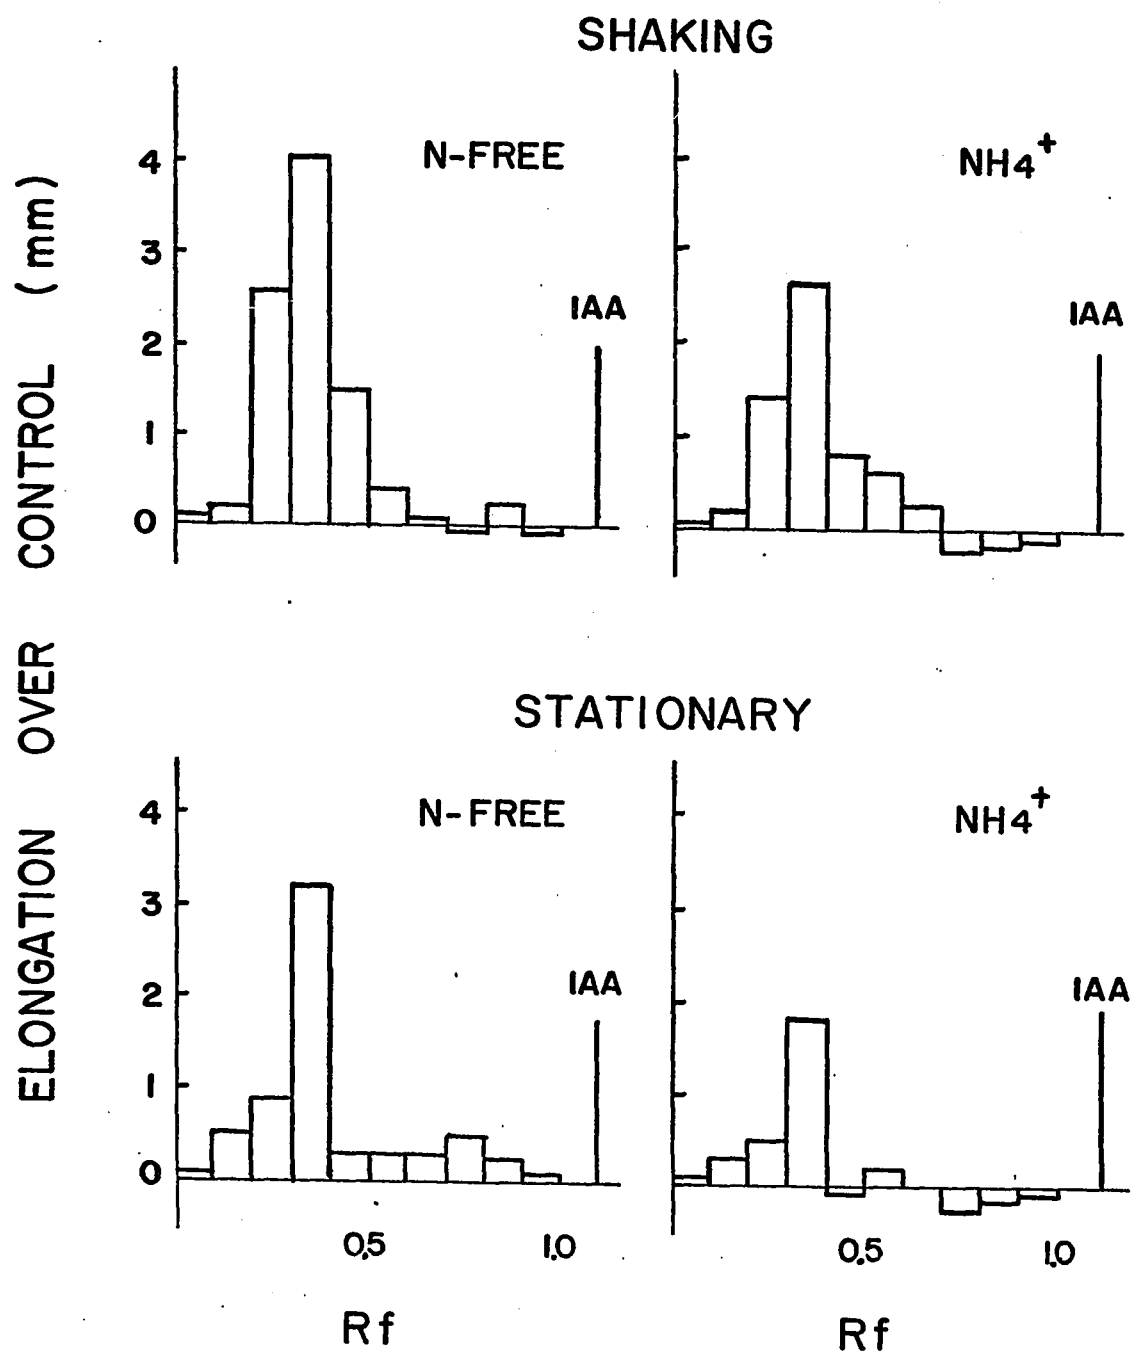 SHAKING
N-FREE
NH4+
4
3
2
1
0
IAA
IAA
ELONGATION OVER CONTROL (mm)
STATIONARY
N-FREE
NH4+
4
3
2
1
0
IAA
IAA
0.5
1.0
0.5
1.0
Rf
Rf